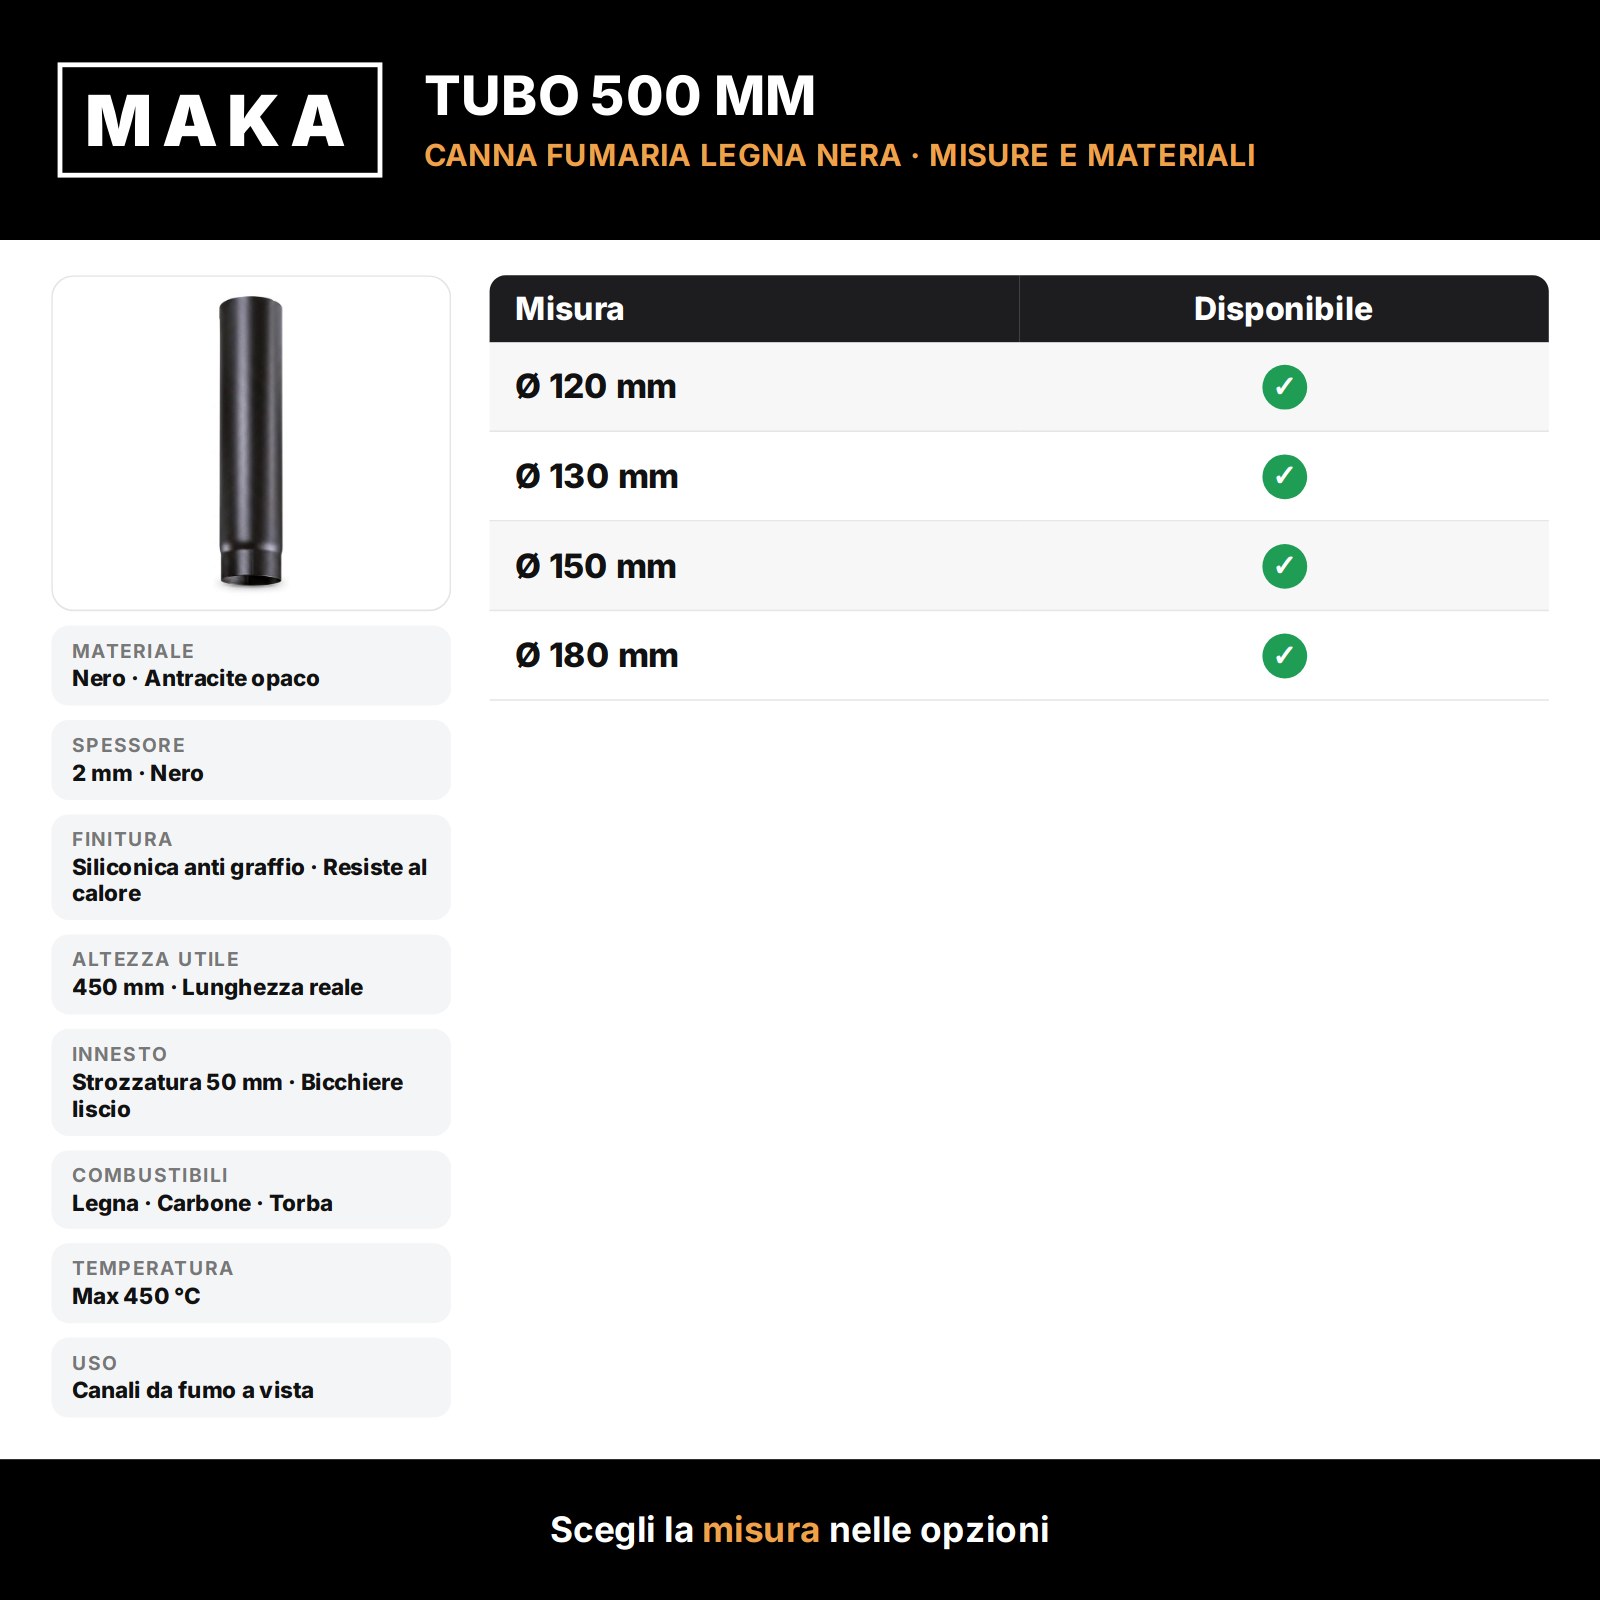 MAKA
TUBO 500 MM
CANNA FUMARIA LEGNA NERA · MISURE E MATERIALI
MATERIALE
Nero · Antracite opaco
SPESSORE
2 mm · Nero
FINITURA
Siliconica anti graffio · Resiste al
calore
ALTEZZA UTILE
450 mm · Lunghezza reale
INNESTO
Strozzatura 50 mm · Bicchiere
liscio
COMBUSTIBILI
Legna · Carbone · Torba
TEMPERATURA
Max 450 °C
USO
Canali da fumo a vista
Misura Disponibile
Ø 120 mm ✓
Ø 130 mm ✓
Ø 150 mm ✓
Ø 180 mm ✓
Scegli la misura nelle opzioni